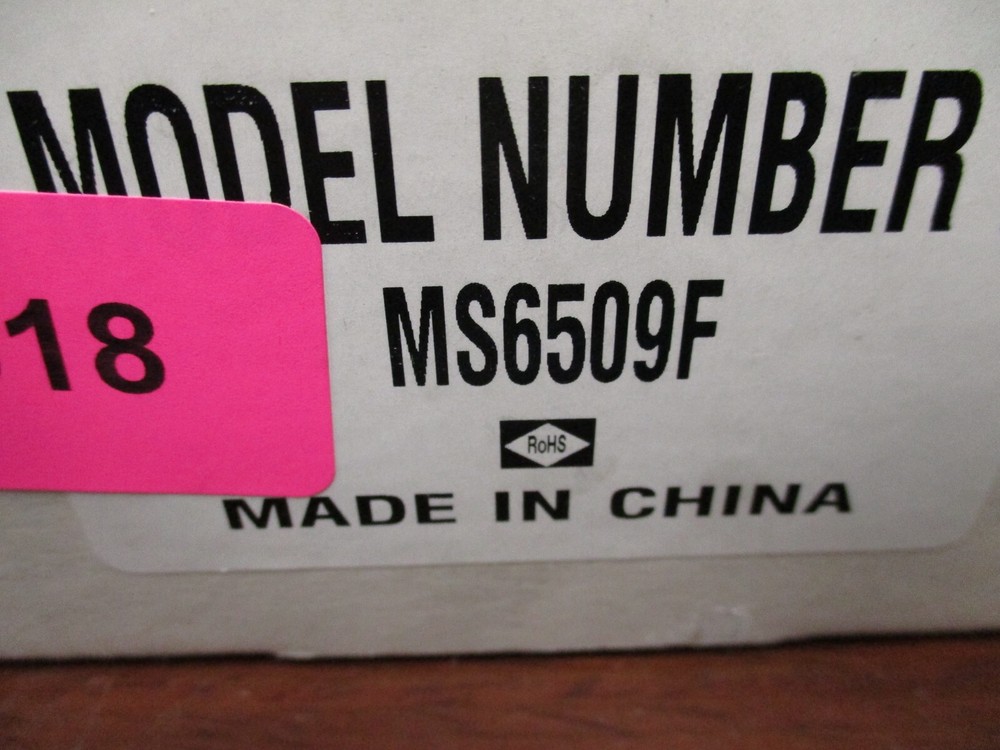 MODEL NUMBER
18
MS6509F
RoHS
MADE IN CHINA